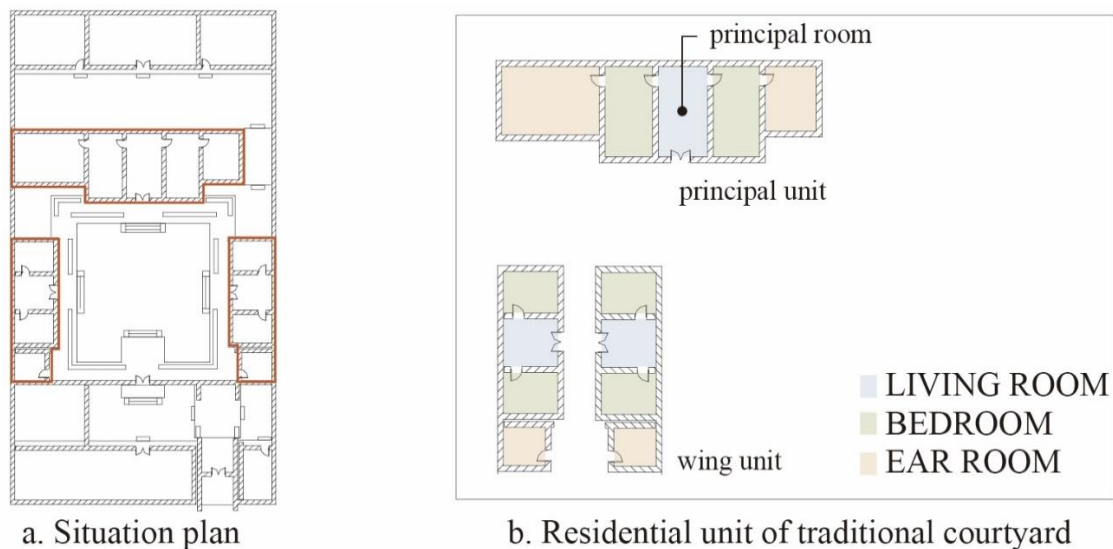 principal room
principal unit
wing unit
LIVING ROOM
BEDROOM
EAR ROOM
a. Situation plan
b. Residential unit of traditional courtyard